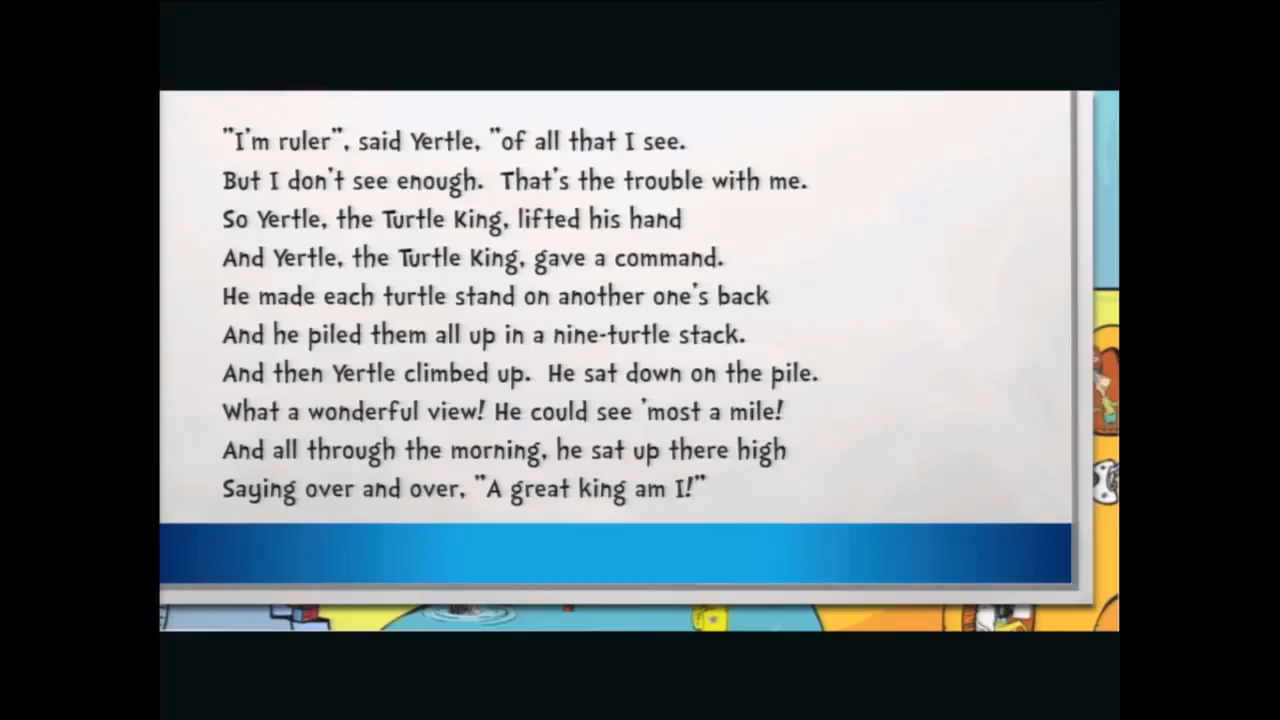 "I'm ruler", said Yertle, "of all that I see.
But I don't see enough.  That's the trouble with me.
So Yertle, the Turtle King, lifted his hand
And Yertle, the Turtle King, gave a command.
He made each turtle stand on another one's back
And he piled them all up in a nine-turtle stack.
And then Yertle climbed up.  He sat down on the pile.
What a wonderful view! He could see 'most a mile!
And all through the morning, he sat up there high
Saying over and over, "A great king am I!"